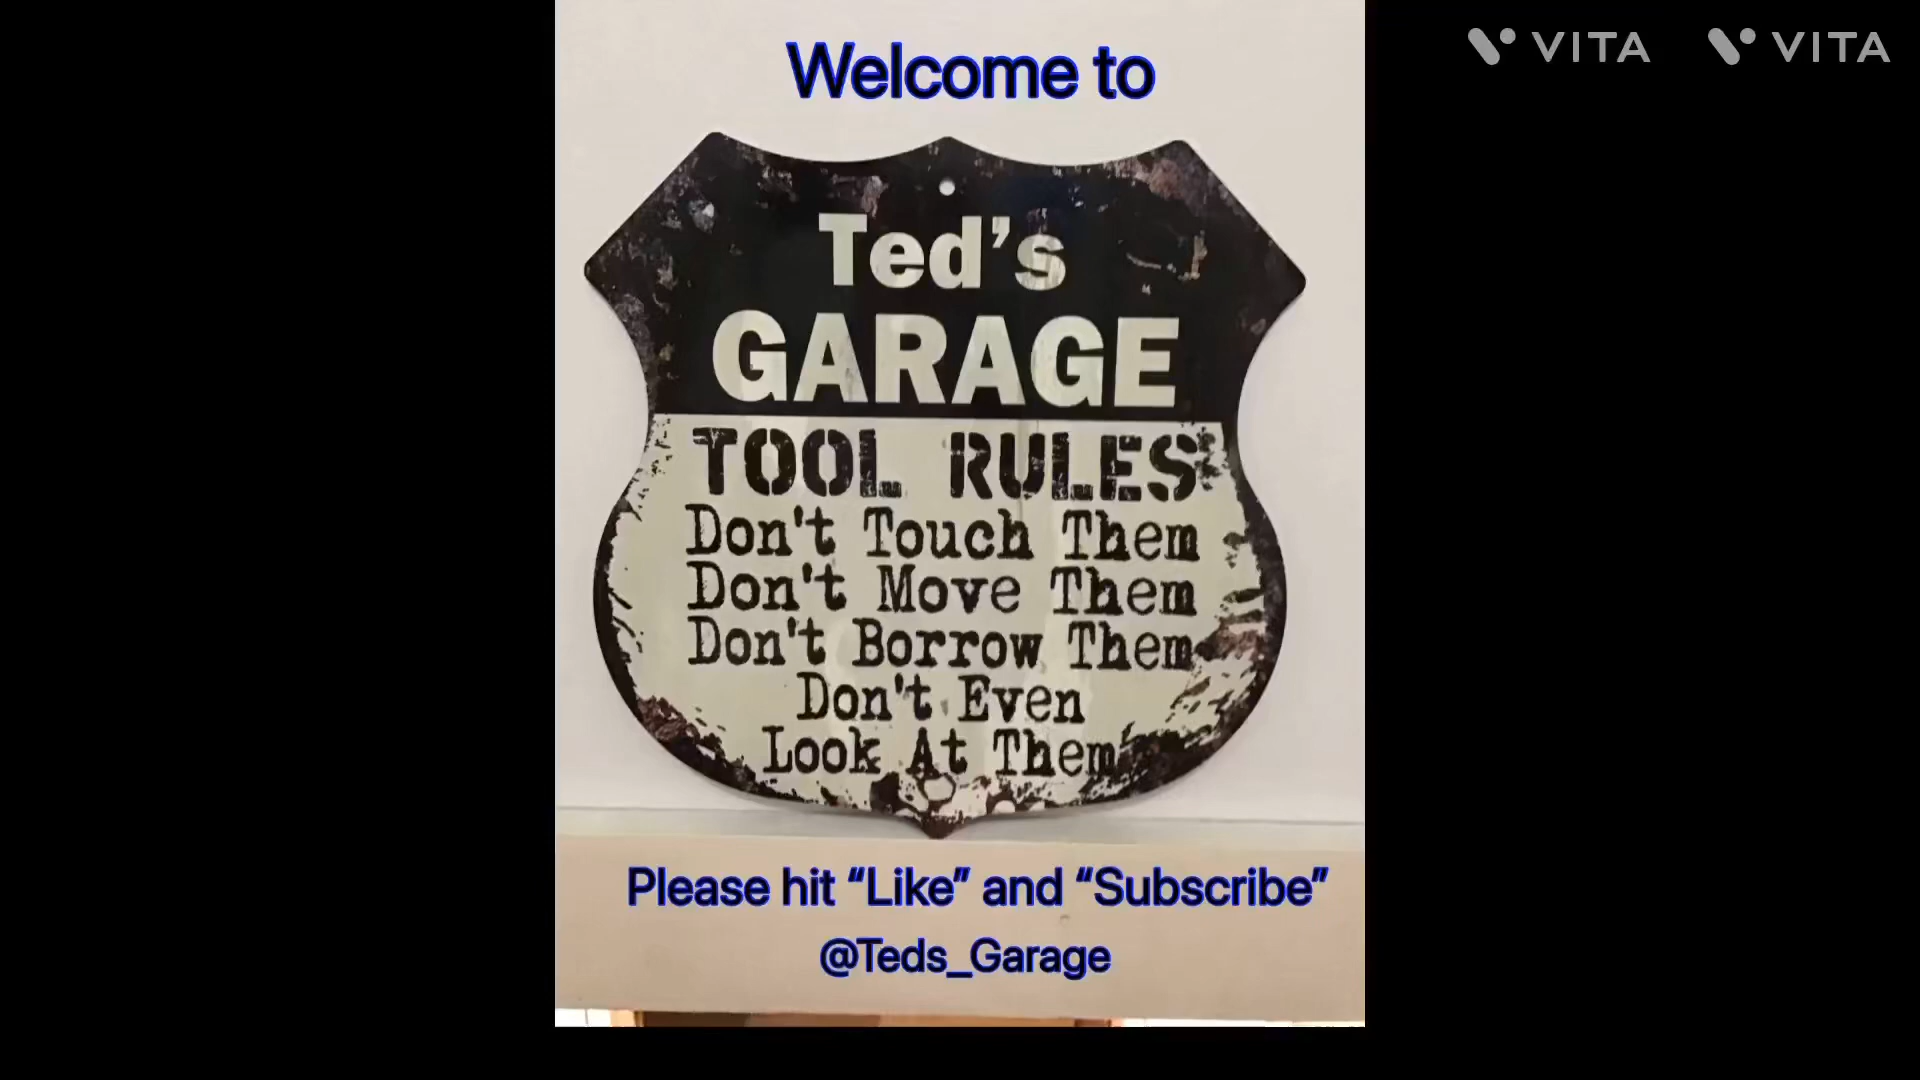 Welcome to
VITA VITA
Ted's
GARAGE
TOOL RULES
Don't Touch Them
Don't Move Them
Don't Borrow Them
Don't Even
Look At Them
Please hit “Like” and “Subscribe”
@Teds_Garage